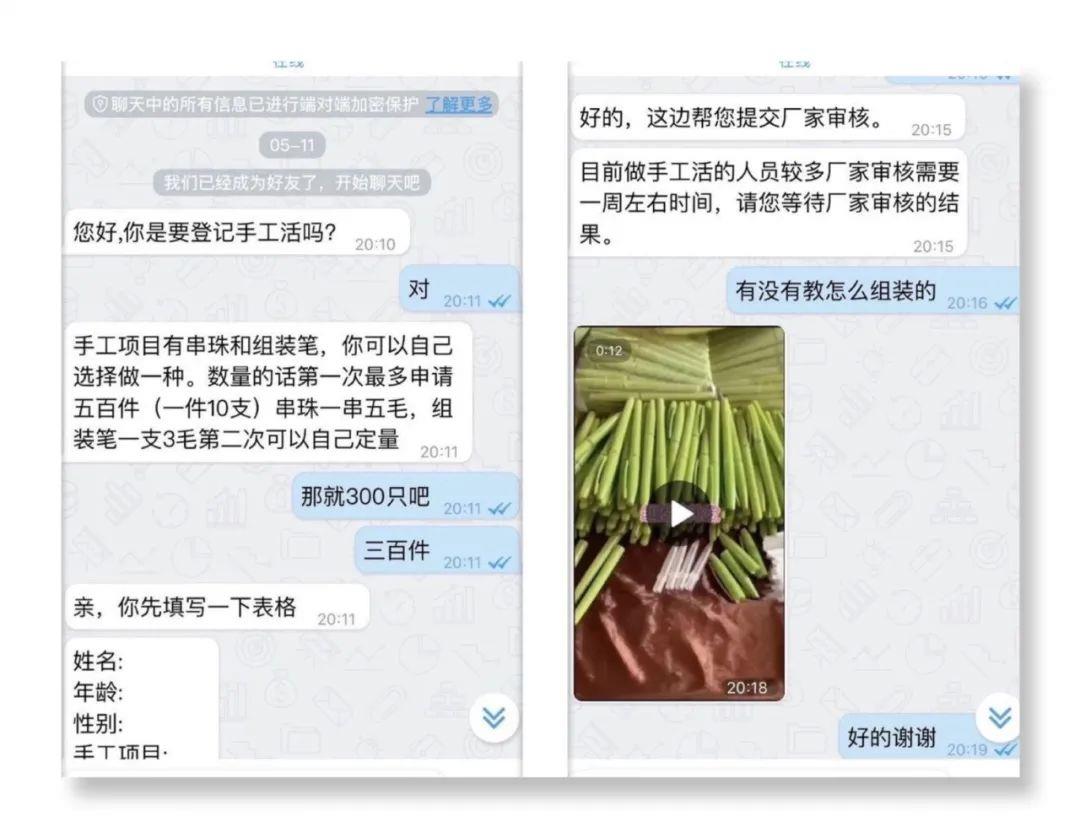 在线
聊天中的所有信息已进行端对端加密保护 了解更多
05-11
我们已经成为好友了，开始聊天吧
您好,你是要登记手工活吗?
20:10
对
20:11
手工项目有串珠和组装笔，你可以自己
选择做一种。数量的话第一次最多申请
五百件（一件10支）串珠一串五毛，组
装笔一支3毛第二次可以自己定量
20:11
那就300只吧
20:11
三百件
20:11
亲，你先填写一下表格
20:11
姓名:
年龄:
性别:
手工项目:
在线
好的，这边帮您提交厂家审核。
20:15
目前做手工活的人员较多厂家审核需要
一周左右时间，请您等待厂家审核的结
果。
20:15
有没有教怎么组装的
20:16
0:12
20:18
好的谢谢
20:19